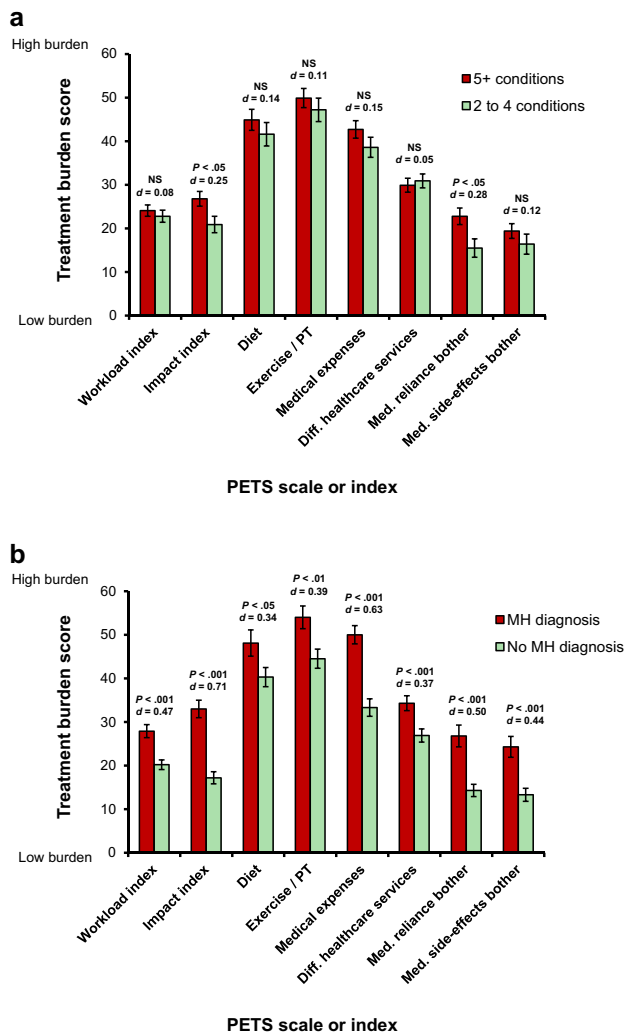 a
High burden
60
50
40
30
20
10
0
Low burden
Treatment burden score
5+ conditions
2 to 4 conditions
NS
d = 0.08
P < .05
d = 0.25
NS
d = 0.14
NS
d = 0.11
NS
d = 0.15
NS
d = 0.05
P < .05
d = 0.28
NS
d = 0.12
Workload index
Impact index
Diet
Exercise / PT
Medical expenses
Diff. healthcare services
Med. reliance bother
Med. side-effects bother
PETS scale or index
b
High burden
60
50
40
30
20
10
0
Low burden
Treatment burden score
MH diagnosis
No MH diagnosis
P < .001
d = 0.47
P < .001
d = 0.71
P < .05
d = 0.34
P < .01
d = 0.39
P < .001
d = 0.63
P < .001
d = 0.37
P < .001
d = 0.50
P < .001
d = 0.44
Workload index
Impact index
Diet
Exercise / PT
Medical expenses
Diff. healthcare services
Med. reliance bother
Med. side-effects bother
PETS scale or index